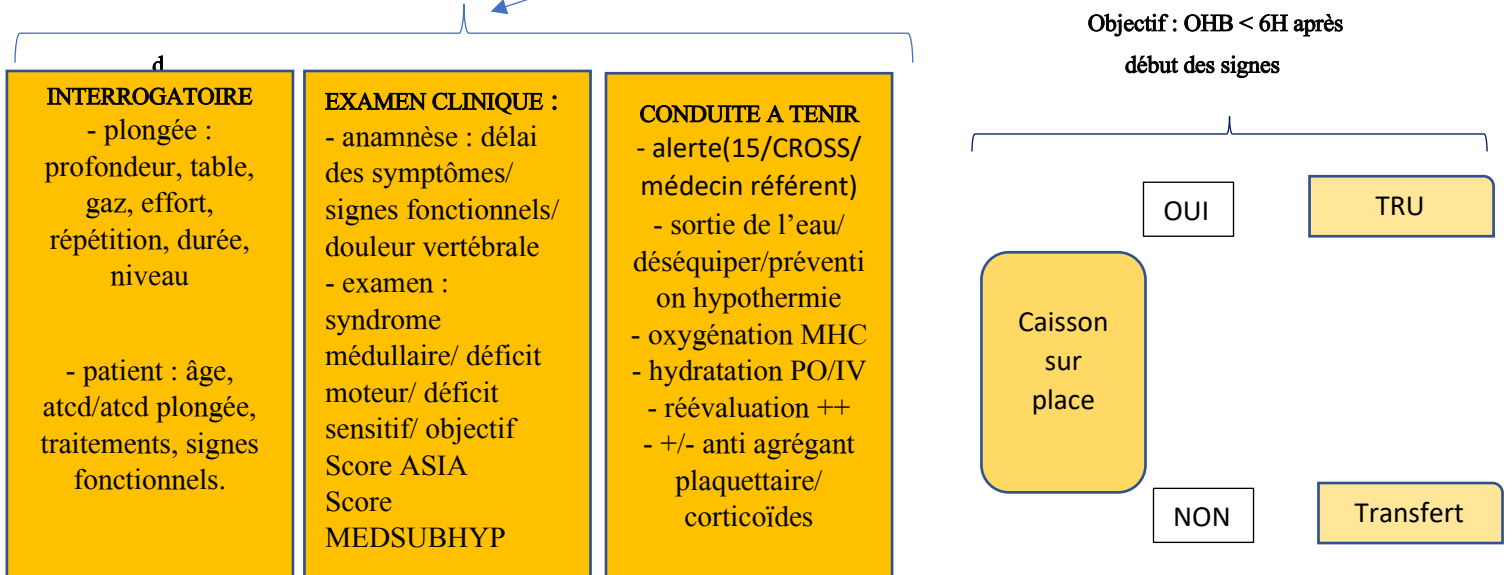 d
INTERROGATOIRE
- plongée :
profondeur, table,
gaz, effort,
répétition, durée,
niveau
- patient : âge,
atcd/atcd plongée,
traitements, signes
fonctionnels.
EXAMEN CLINIQUE :
- anamnèse : délai
des symptômes/
signes fonctionnels/
douleur vertébrale
- examen :
syndrome
médullaire/ déficit
moteur/ déficit
sensitif/ objectif
Score ASIA
Score
MEDSUBHYP
CONDUITE A TENIR
- alerte(15/CROSS/
médecin référent)
- sortie de l’eau/
déséquiper/préventi
on hypothermie
- oxygénation MHC
- hydratation PO/IV
- réévaluation ++
- +/- anti agrégant
plaquettaire/
corticoïdes
Objectif : OHB < 6H après
début des signes
OUI
TRU
Caisson
sur
place
NON
Transfert